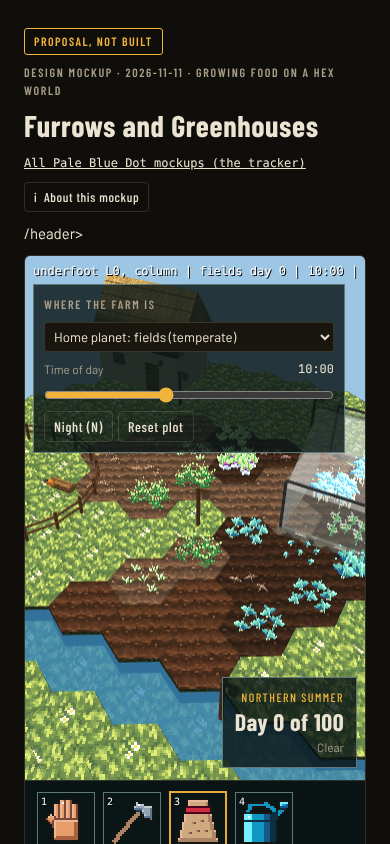 PROPOSAL, NOT BUILT
DESIGN MOCKUP · 2026-11-11 · GROWING FOOD ON A HEX
WORLD
Furrows and Greenhouses
All Pale Blue Dot mockups (the tracker)
i About this mockup
/header>
underfoot L0, column | fields day 0 | 10:00 |
WHERE THE FARM IS
Home planet: fields (temperate)
Time of day 10:00
Night (N) Reset plot
NORTHERN SUMMER
Day 0 of 100
Clear
1 2 3 4